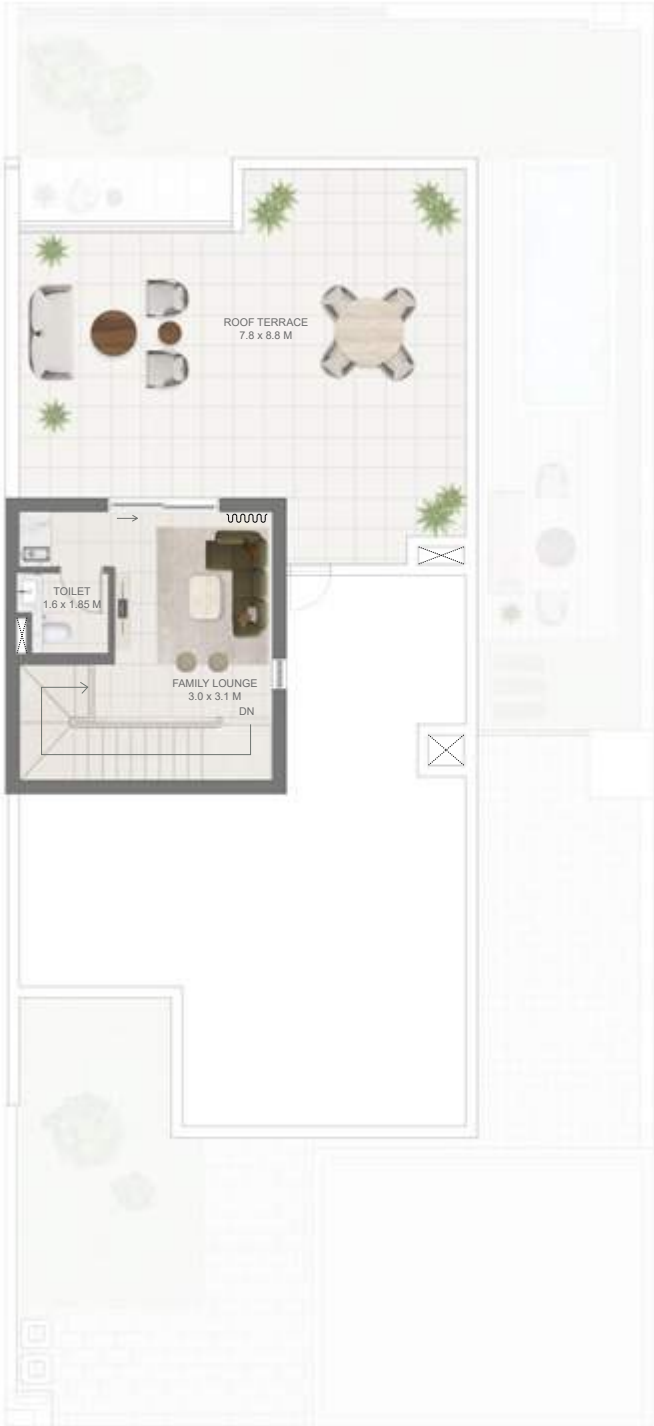 ROOF TERRACE
7.8 x 8.8 M
TOILET
1.6 x 1.85 M
FAMILY LOUNGE
3.0 x 3.1 M
DN